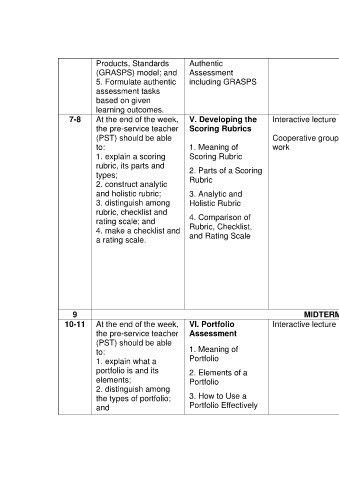 Products, Standards
(GRASPS) model; and
5. Formulate authentic
assessment tasks
based on given
learning outcomes.
Authentic
Assessment
including GRASPS
7-8
At the end of the week,
the pre-service teacher
(PST) should be able
to:
1. explain a scoring
rubric, its parts and
types;
2. construct analytic
and holistic rubric;
3. distinguish among
rubric, checklist and
rating scale; and
4. make a checklist and
a rating scale.
V. Developing the
Scoring Rubrics
1. Meaning of
Scoring Rubric
2. Parts of a Scoring
Rubric
3. Analytic and
Holistic Rubric
4. Comparison of
Rubric, Checklist,
and Rating Scale
Interactive lecture
Cooperative group
work
9
MIDTERM
10-11
At the end of the week,
the pre-service teacher
(PST) should be able
to:
1. explain what a
portfolio is and its
elements;
2. distinguish among
the types of portfolio;
and
VI. Portfolio
Assessment
1. Meaning of
Portfolio
2. Elements of a
Portfolio
3. How to Use a
Portfolio Effectively
Interactive lecture